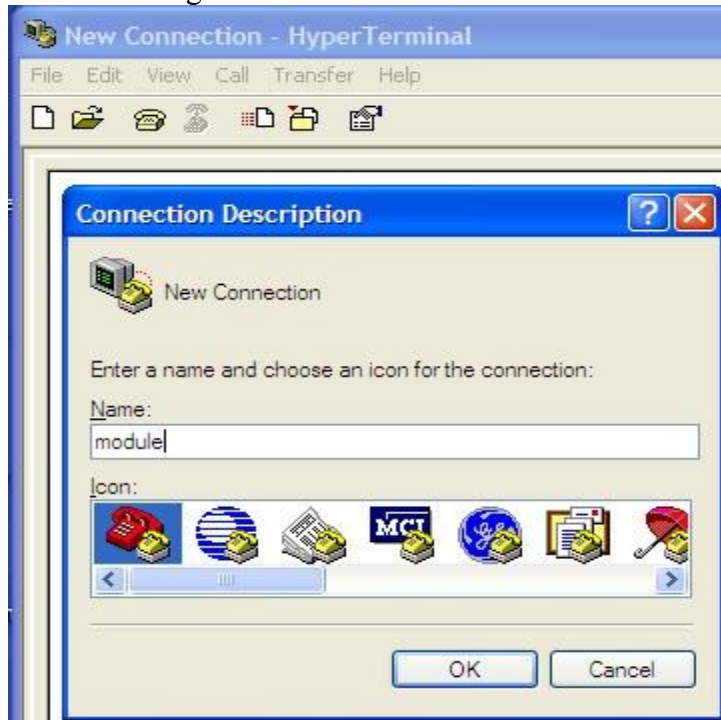 New Connection - HyperTerminal
File Edit View Call Transfer Help
Connection Description
New Connection
Enter a name and choose an icon for the connection:
Name:
module
Icon:
MCI
OK Cancel